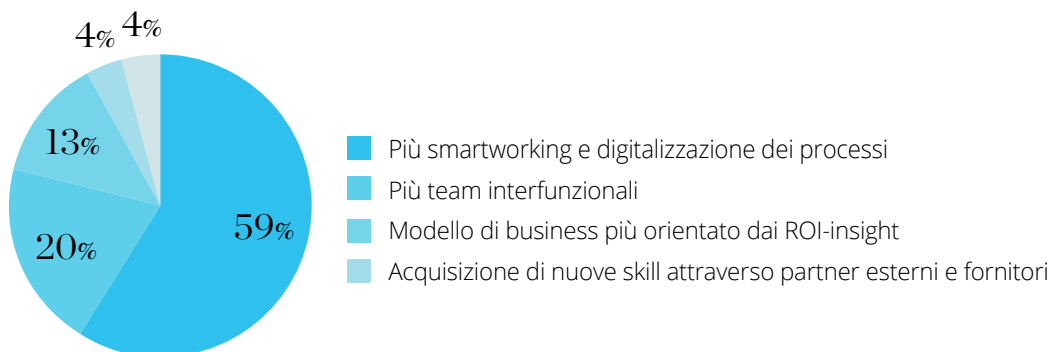 4% 4%
13%
20%
59%
Più smartworking e digitalizzazione dei processi
Più team interfunzionali
Modello di business più orientato dai ROI-insight
Acquisizione di nuove skill attraverso partner esterni e fornitori